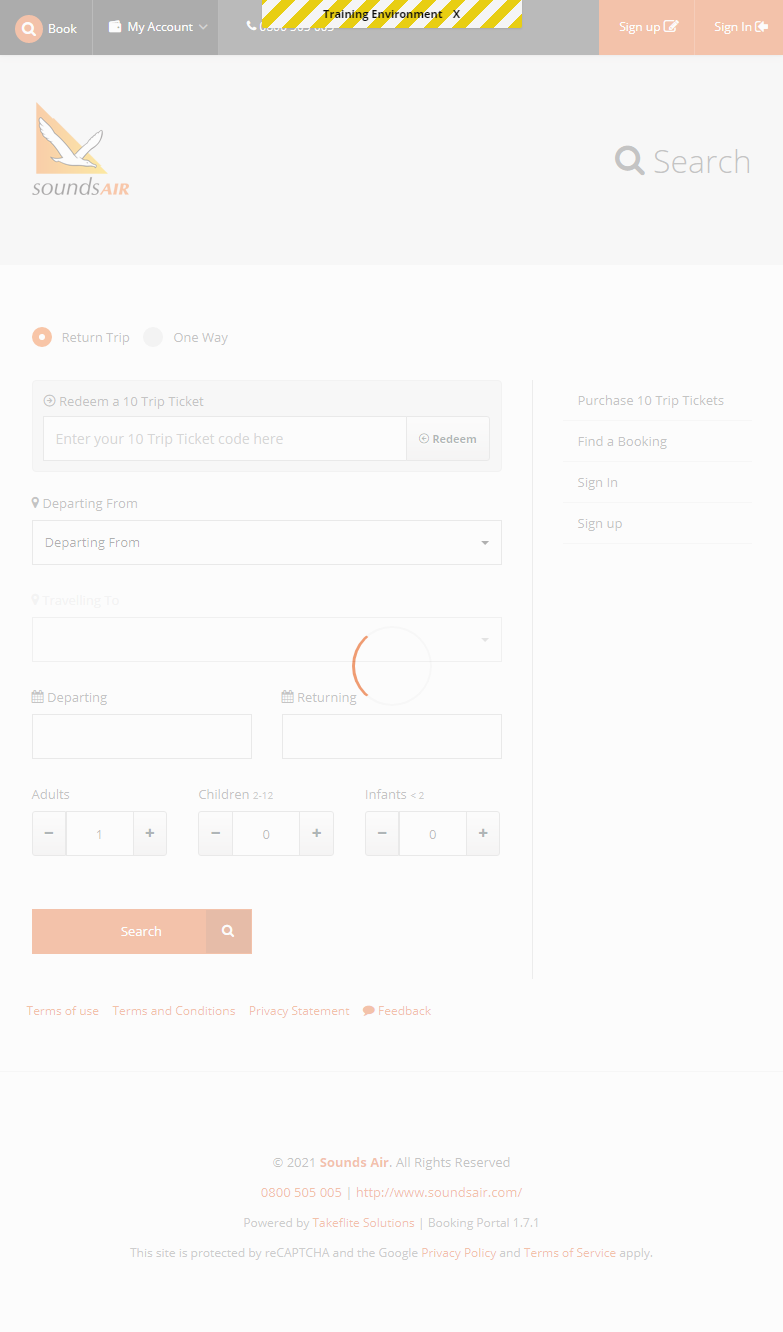 Book
My Account
0800 505 005
Training Environment X
Sign up
Sign In
soundsAIR
Search
Return Trip
One Way
Redeem a 10 Trip Ticket
Enter your 10 Trip Ticket code here
Redeem
Purchase 10 Trip Tickets
Find a Booking
Sign In
Sign up
Departing From
Departing From
Travelling To
Departing
Returning
Adults
Children 2-12
Infants < 2
− 1 +
− 0 +
− 0 +
Search
Terms of use
Terms and Conditions
Privacy Statement
Feedback
© 2021 Sounds Air. All Rights Reserved
0800 505 005 | http://www.soundsair.com/
Powered by Takeflite Solutions | Booking Portal 1.7.1
This site is protected by reCAPTCHA and the Google Privacy Policy and Terms of Service apply.